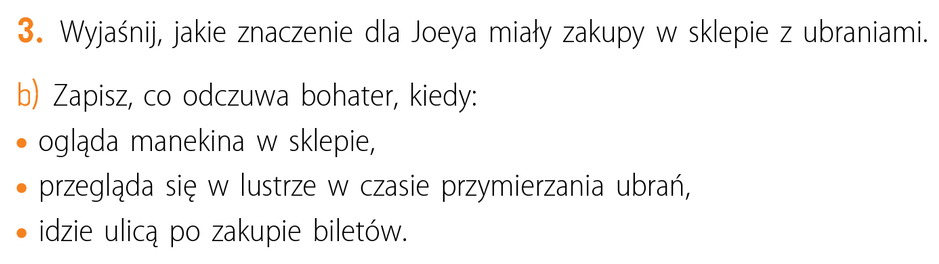 3. Wyjaśnij, jakie znaczenie dla Joeya miały zakupy w sklepie z ubraniami.
b) Zapisz, co odczuwa bohater, kiedy:
• ogląda manekina w sklepie,
• przegląda się w lustrze w czasie przymierzania ubrań,
• idzie ulicą po zakupie biletów.